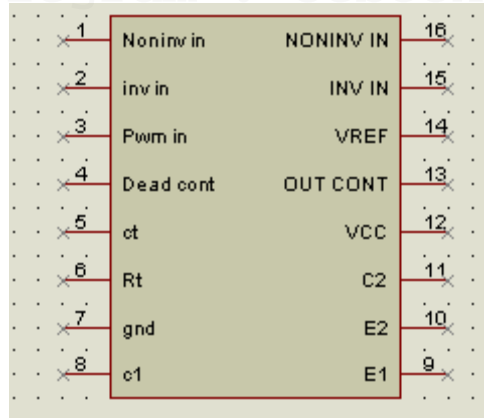 1 Noninv in NONINV IN 16
2 inv in INV IN 15
3 Pwm in VREF 14
4 Dead cont OUT CONT 13
5 ct VCC 12
6 Rt C2 11
7 gnd E2 10
8 c1 E1 9